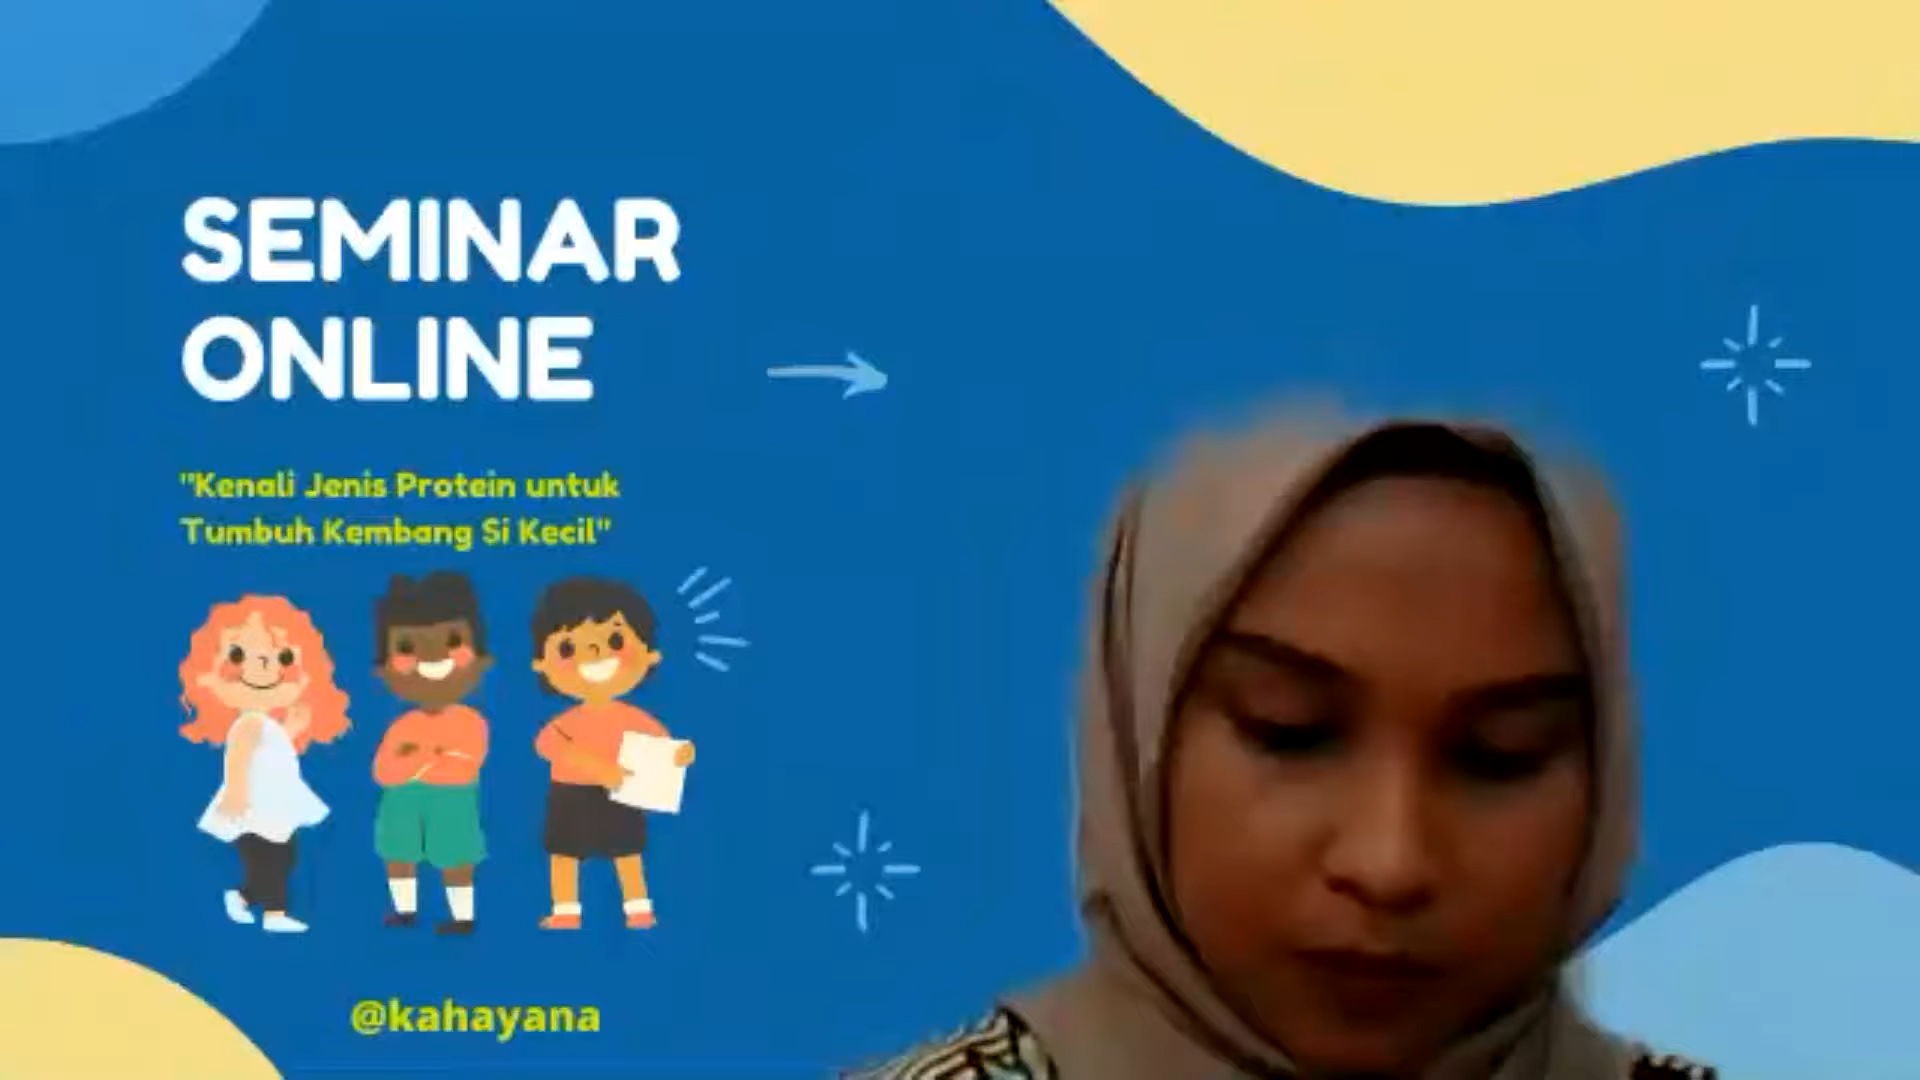 SEMINAR
ONLINE
"Kenali Jenis Protein untuk
Tumbuh Kembang Si Kecil"
@kahayana